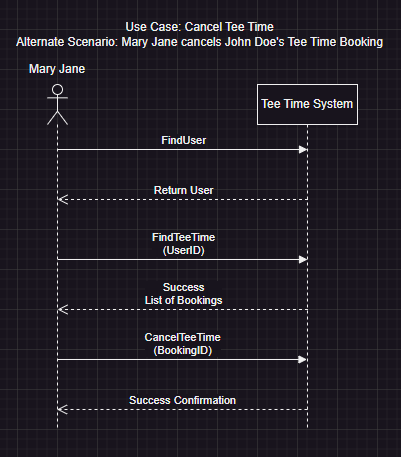 Use Case: Cancel Tee Time
Alternate Scenario: Mary Jane cancels John Doe's Tee Time Booking
Mary Jane
Tee Time System
FindUser
Return User
FindTeeTime
(UserID)
Success
List of Bookings
CancelTeeTime
(BookingID)
Success Confirmation